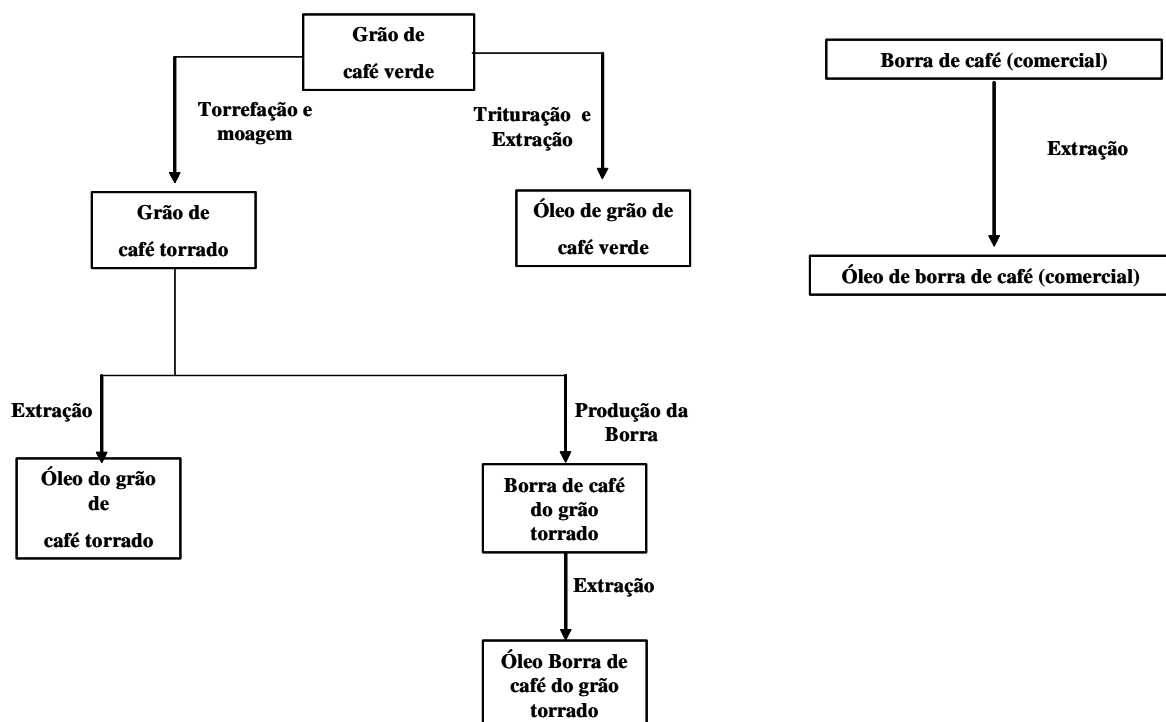 Grão de
café verde
Borra de café (comercial)
Torrefação e
moagem
Trituração e
Extração
Extração
Grão de
café torrado
Óleo de grão de
café verde
Óleo de borra de café (comercial)
Extração
Produção da
Borra
Óleo do grão
de
café torrado
Borra de café
do grão
torrado
Extração
Óleo Borra de
café do grão
torrado